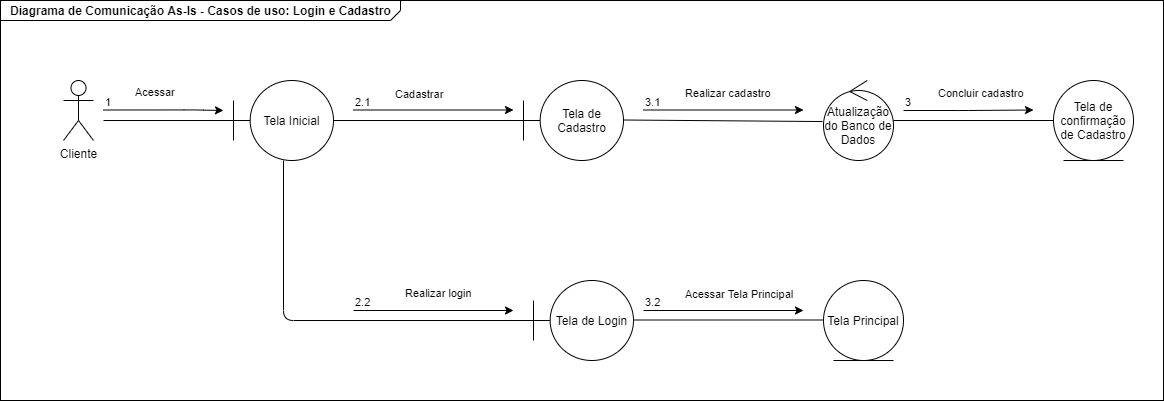 Diagrama de Comunicação As-Is - Casos de uso: Login e Cadastro
Cliente
1
Acessar
Tela Inicial
2.1
Cadastrar
Tela de
Cadastro
3.1
Realizar cadastro
Atualização
do Banco de
Dados
3
Concluir cadastro
Tela de
confirmação
de Cadastro
2.2
Realizar login
Tela de Login
3.2
Acessar Tela Principal
Tela Principal